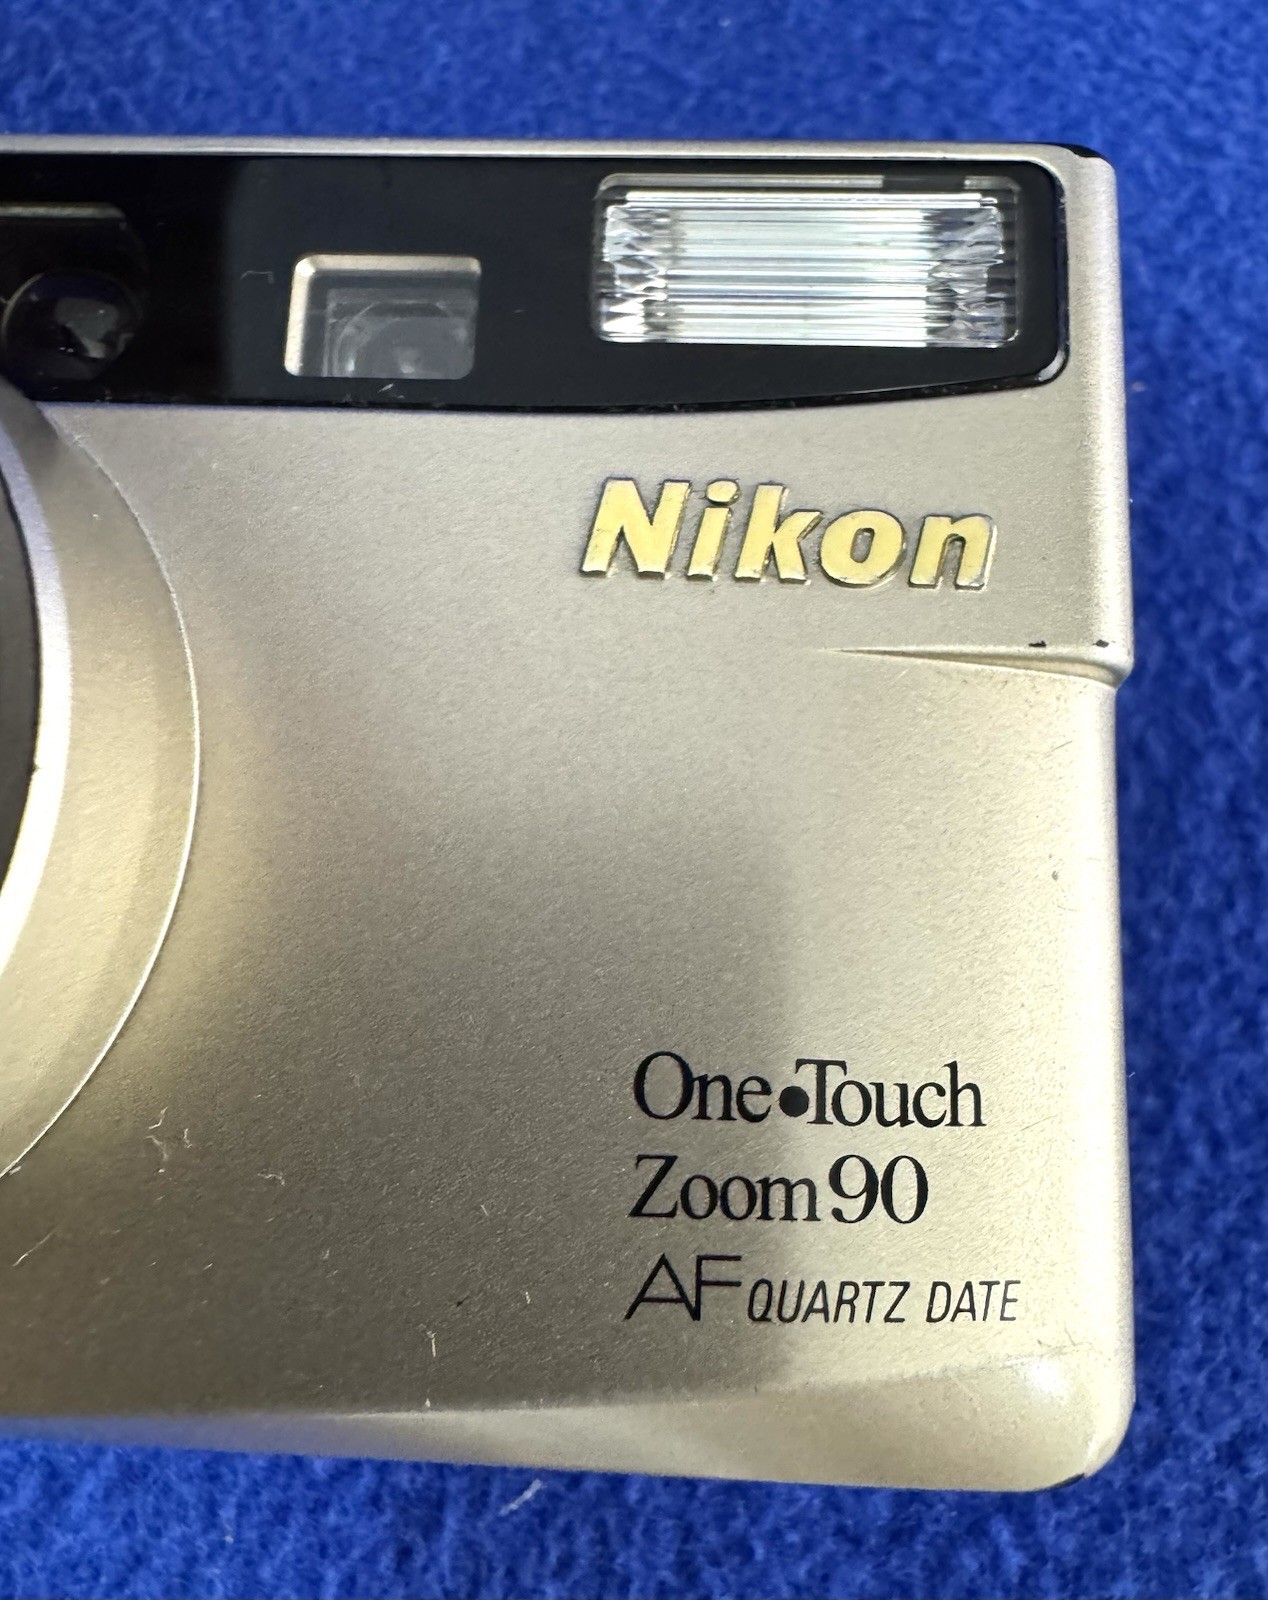 Nikon
One•Touch
Zoom 90
AF QUARTZ DATE